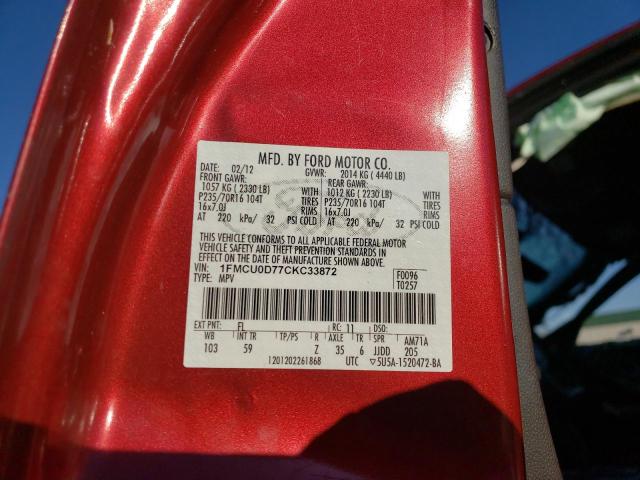 MFD. BY FORD MOTOR CO.
DATE: 02/12 GVWR: 2014 KG ( 4440 LB)
FRONT GAWR: REAR GAWR:
1057 KG ( 2330 LB) 1012 KG ( 2230 LB)
P235/70R16 104T TIRES P235/70R16 104T TIRES
16x7.0J RIMS 16x7.0J RIMS
AT 220 kPa/ 32 PSI COLD AT 220 kPa/ 32 PSI COLD
THIS VEHICLE CONFORMS TO ALL APPLICABLE FEDERAL MOTOR
VEHICLE SAFETY AND THEFT PREVENTION STANDARDS IN
EFFECT ON THE DATE OF MANUFACTURE SHOWN ABOVE.
VIN: 1FMCU0D77CKC33872 F0096
TYPE: MPV T0257
EXT PNT: FL RC: 11 DSO:
WB INT TR TP/PS R AXLE TR SPR AM71A
103 59 Z 35 6 JJDD 205
1201202261868 UTC ▽5U5A-1520472-BA